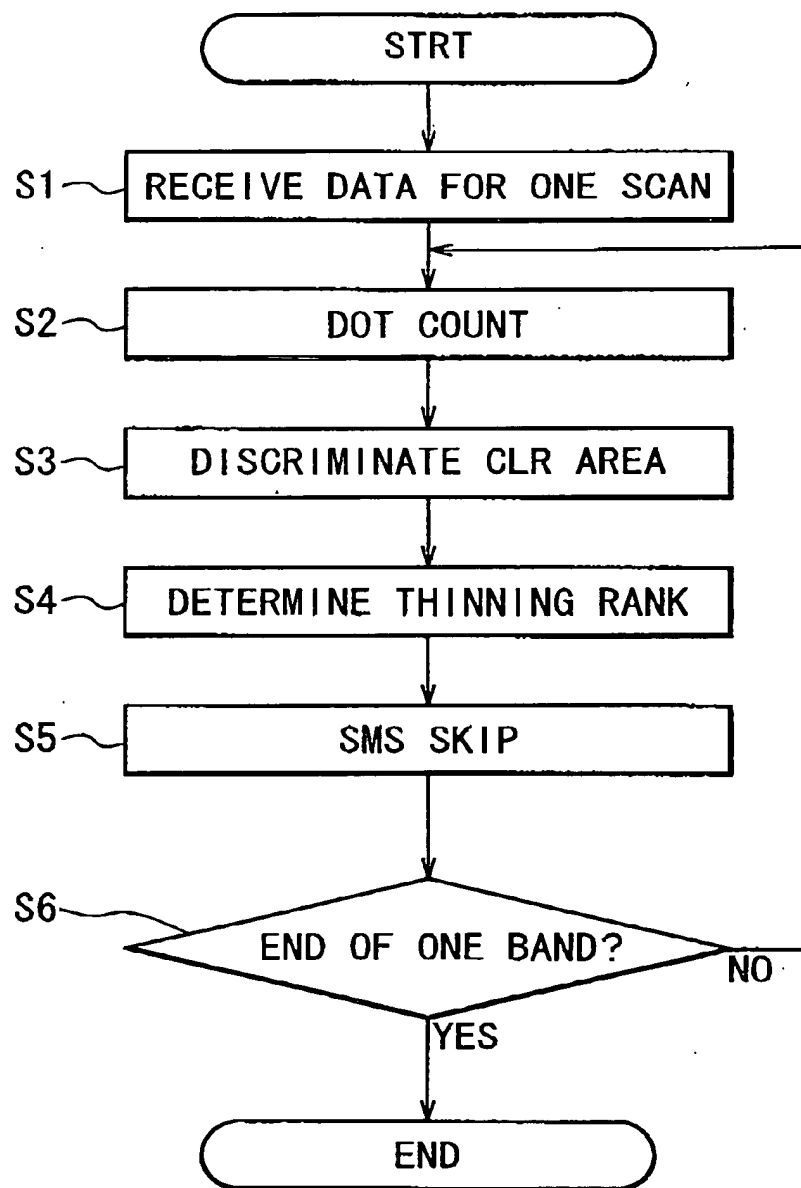 STRT
S1 RECEIVE DATA FOR ONE SCAN
S2 DOT COUNT
S3 DISCRIMINATE CLR AREA
S4 DETERMINE THINNING RANK
S5 SMS SKIP
S6 END OF ONE BAND?
NO
YES
END